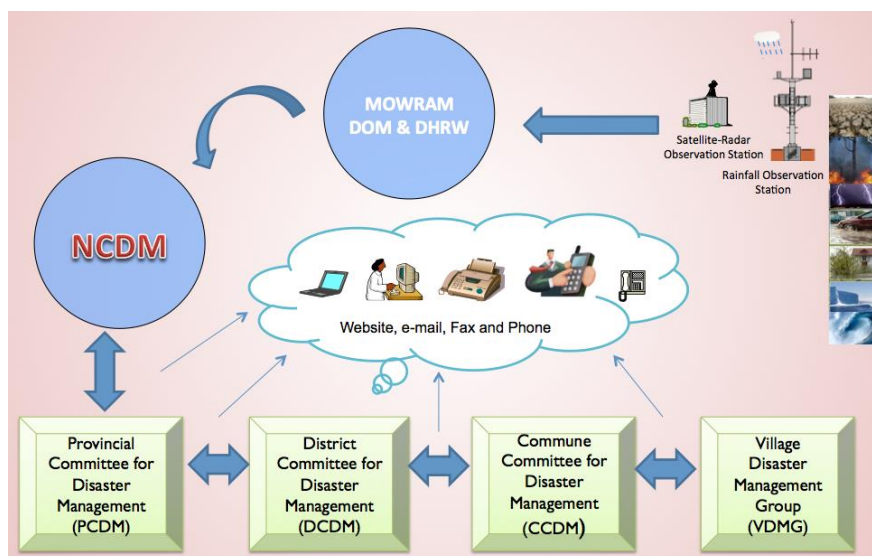 MOWRAM
DOM & DHRW
Satellite-Radar
Observation Station
Rainfall Observation
Station
NCDM
Website, e-mail, Fax and Phone
Provincial
Committee for
Disaster
Management
(PCDM)
District
Committee for
Disaster
Management
(DCDM)
Commune
Committee for
Disaster
Management
(CCDM)
Village
Disaster
Management
Group
(VDMG)